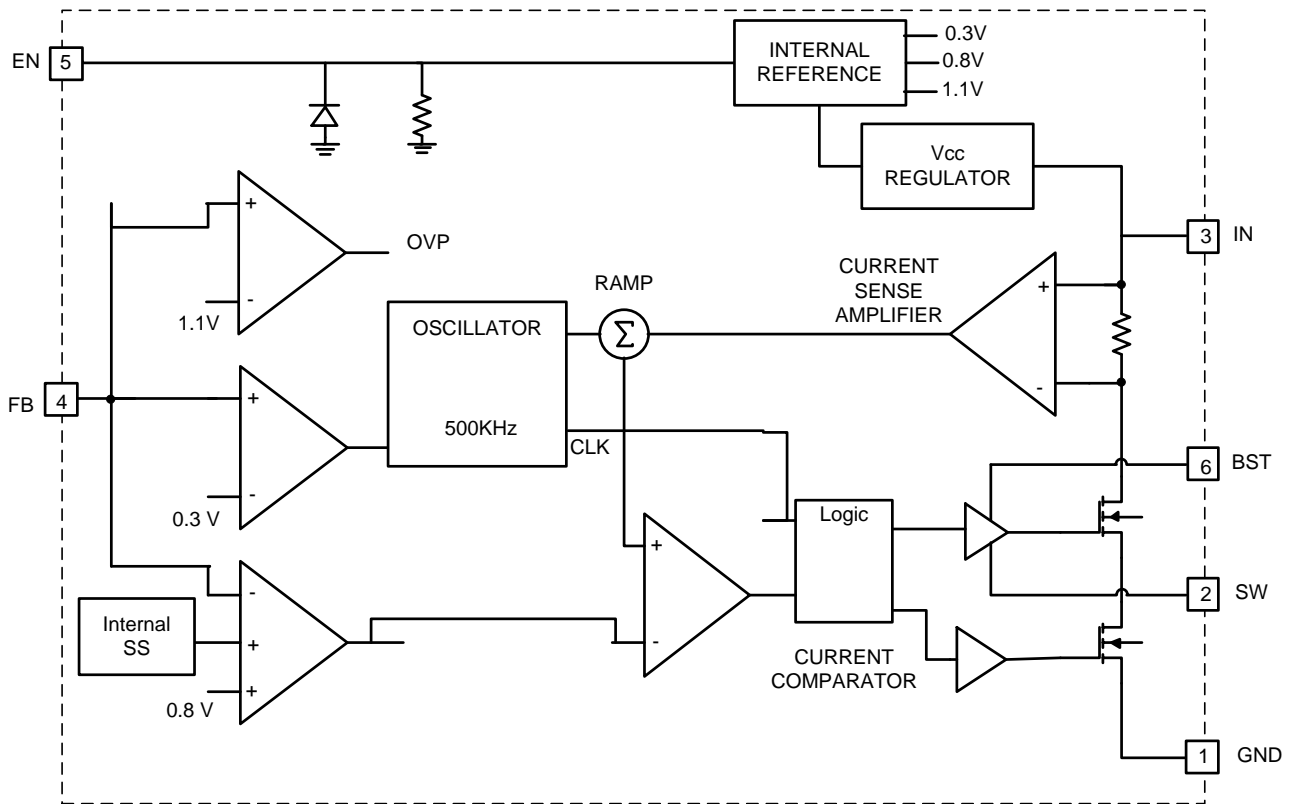 INTERNAL
REFERENCE
0.3V
0.8V
1.1V
EN
5
Vcc
REGULATOR
+
-
1.1V
OVP
3
IN
RAMP
Σ
CURRENT
SENSE
AMPLIFIER
+
-
OSCILLATOR
500KHz
CLK
FB
4
+
-
0.3 V
6
BST
Logic
+
-
2
SW
Internal
SS
-
+
+
0.8 V
CURRENT
COMPARATOR
1
GND